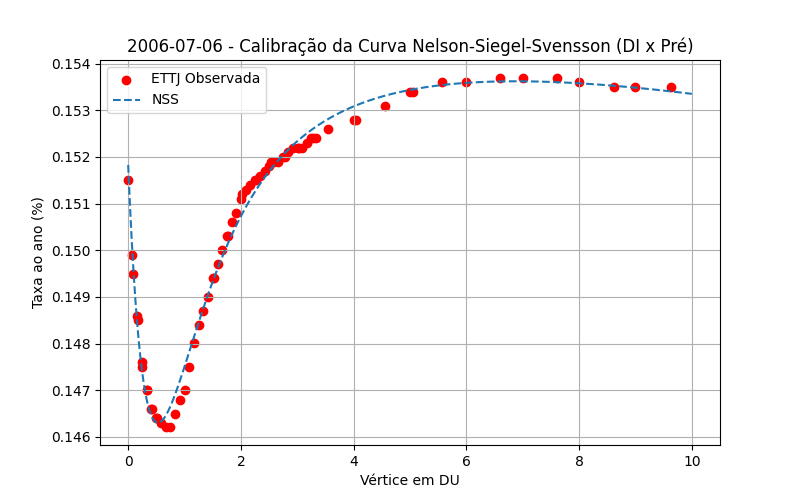 2006-07-06 - Calibração da Curva Nelson-Siegel-Svensson (DI x Pré)
ETTJ Observada
NSS
Taxa ao ano (%)
0.154
0.153
0.152
0.151
0.150
0.149
0.148
0.147
0.146
0 2 4 6 8 10
Vértice em DU